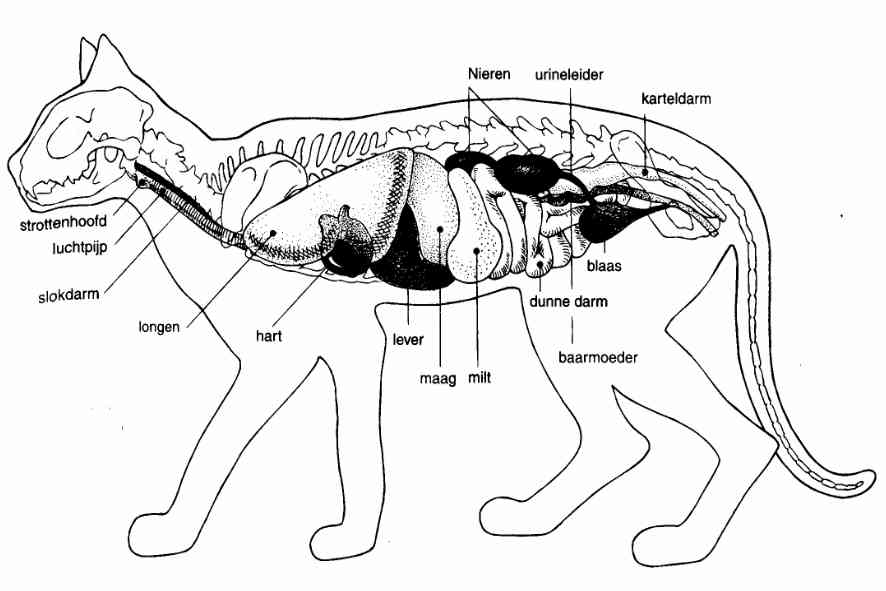 Nieren
urineleider
karteldarm
strottenhoofd
luchtpijp
slokdarm
longen
hart
lever
maag
milt
blaas
dunne darm
baarmoeder